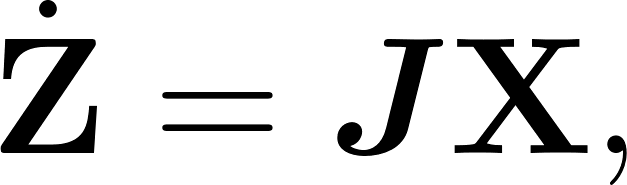 Ż = JX,